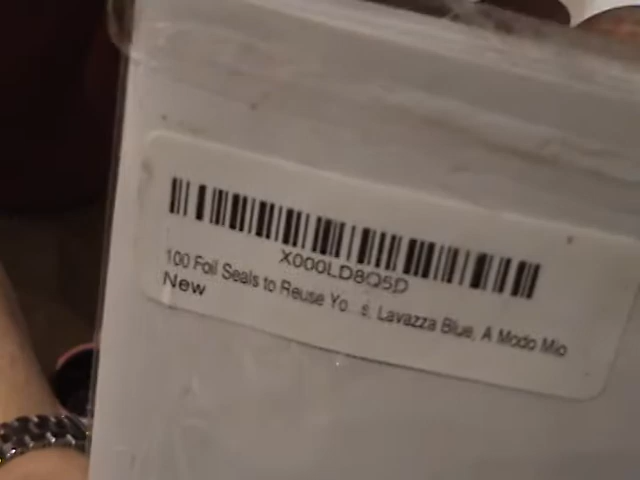 X000LD8Q5D
100 Foil Seals to Reuse Yo...s, Lavazza Blue, A Modo Mio
New